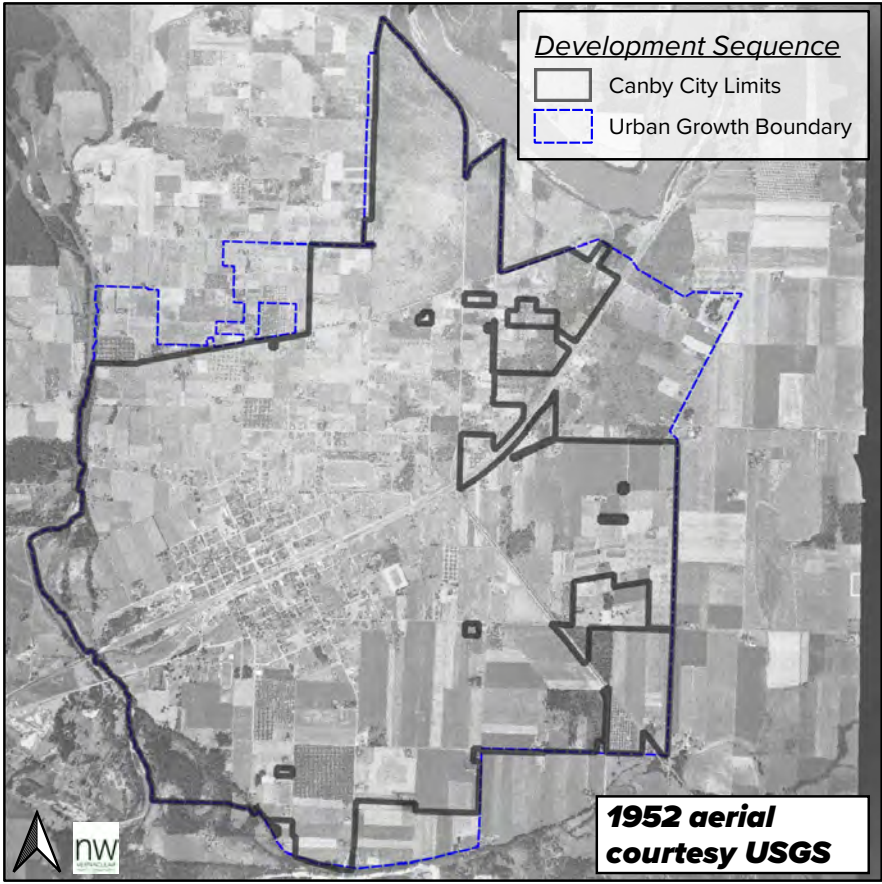 Development Sequence
Canby City Limits
Urban Growth Boundary
1952 aerial
courtesy USGS
nw